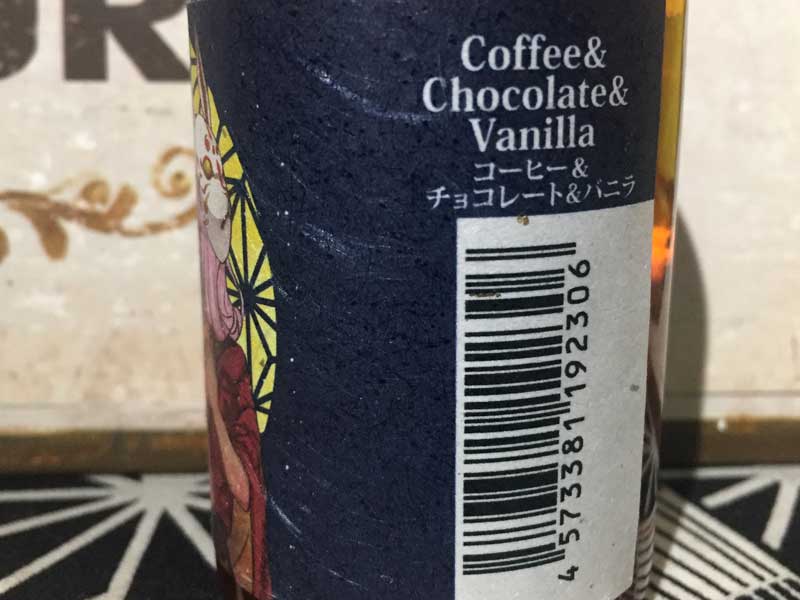 UR
Coffee&
Chocolate&
Vanilla
コーヒー&
チョコレート&バニラ
4 573381 192306